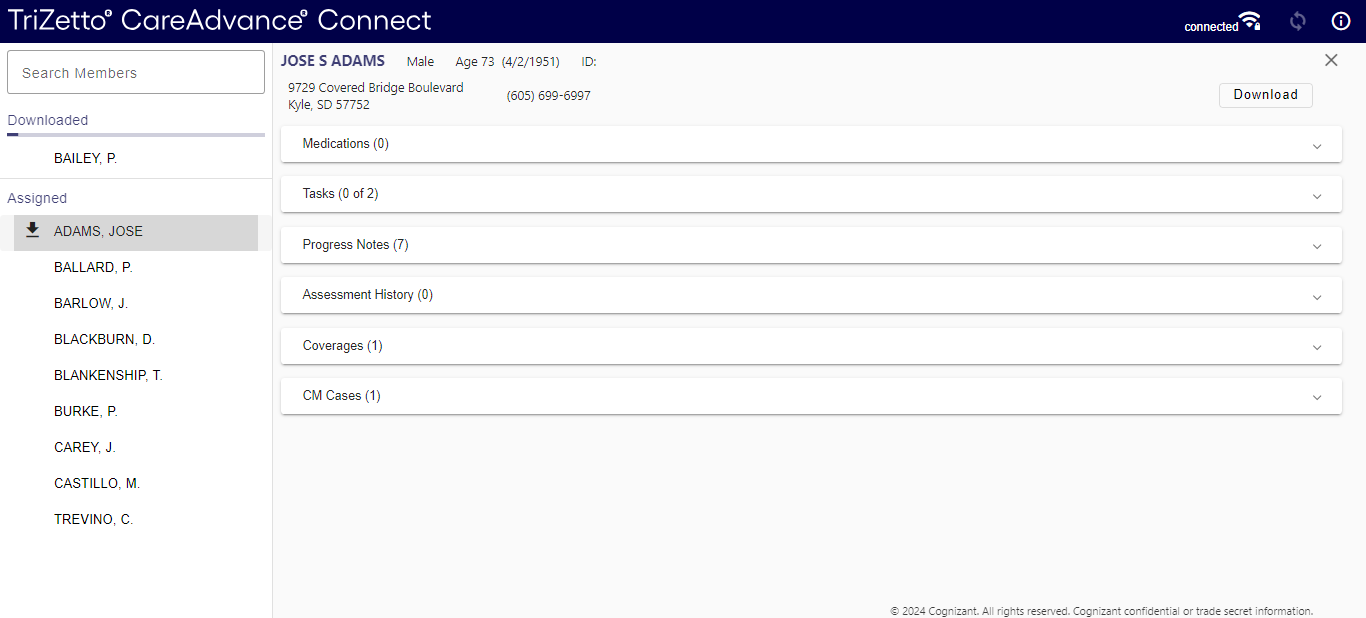 TriZetto® CareAdvance® Connect
connected
Search Members
Downloaded
BAILEY, P.
Assigned
ADAMS, JOSE
BALLARD, P.
BARLOW, J.
BLACKBURN, D.
BLANKENSHIP, T.
BURKE, P.
CAREY, J.
CASTILLO, M.
TREVINO, C.
JOSE S ADAMS Male Age 73 (4/2/1951) ID:
9729 Covered Bridge Boulevard
Kyle, SD 57752
(605) 699-6997
Download
Medications (0)
Tasks (0 of 2)
Progress Notes (7)
Assessment History (0)
Coverages (1)
CM Cases (1)
© 2024 Cognizant. All rights reserved. Cognizant confidential or trade secret information.